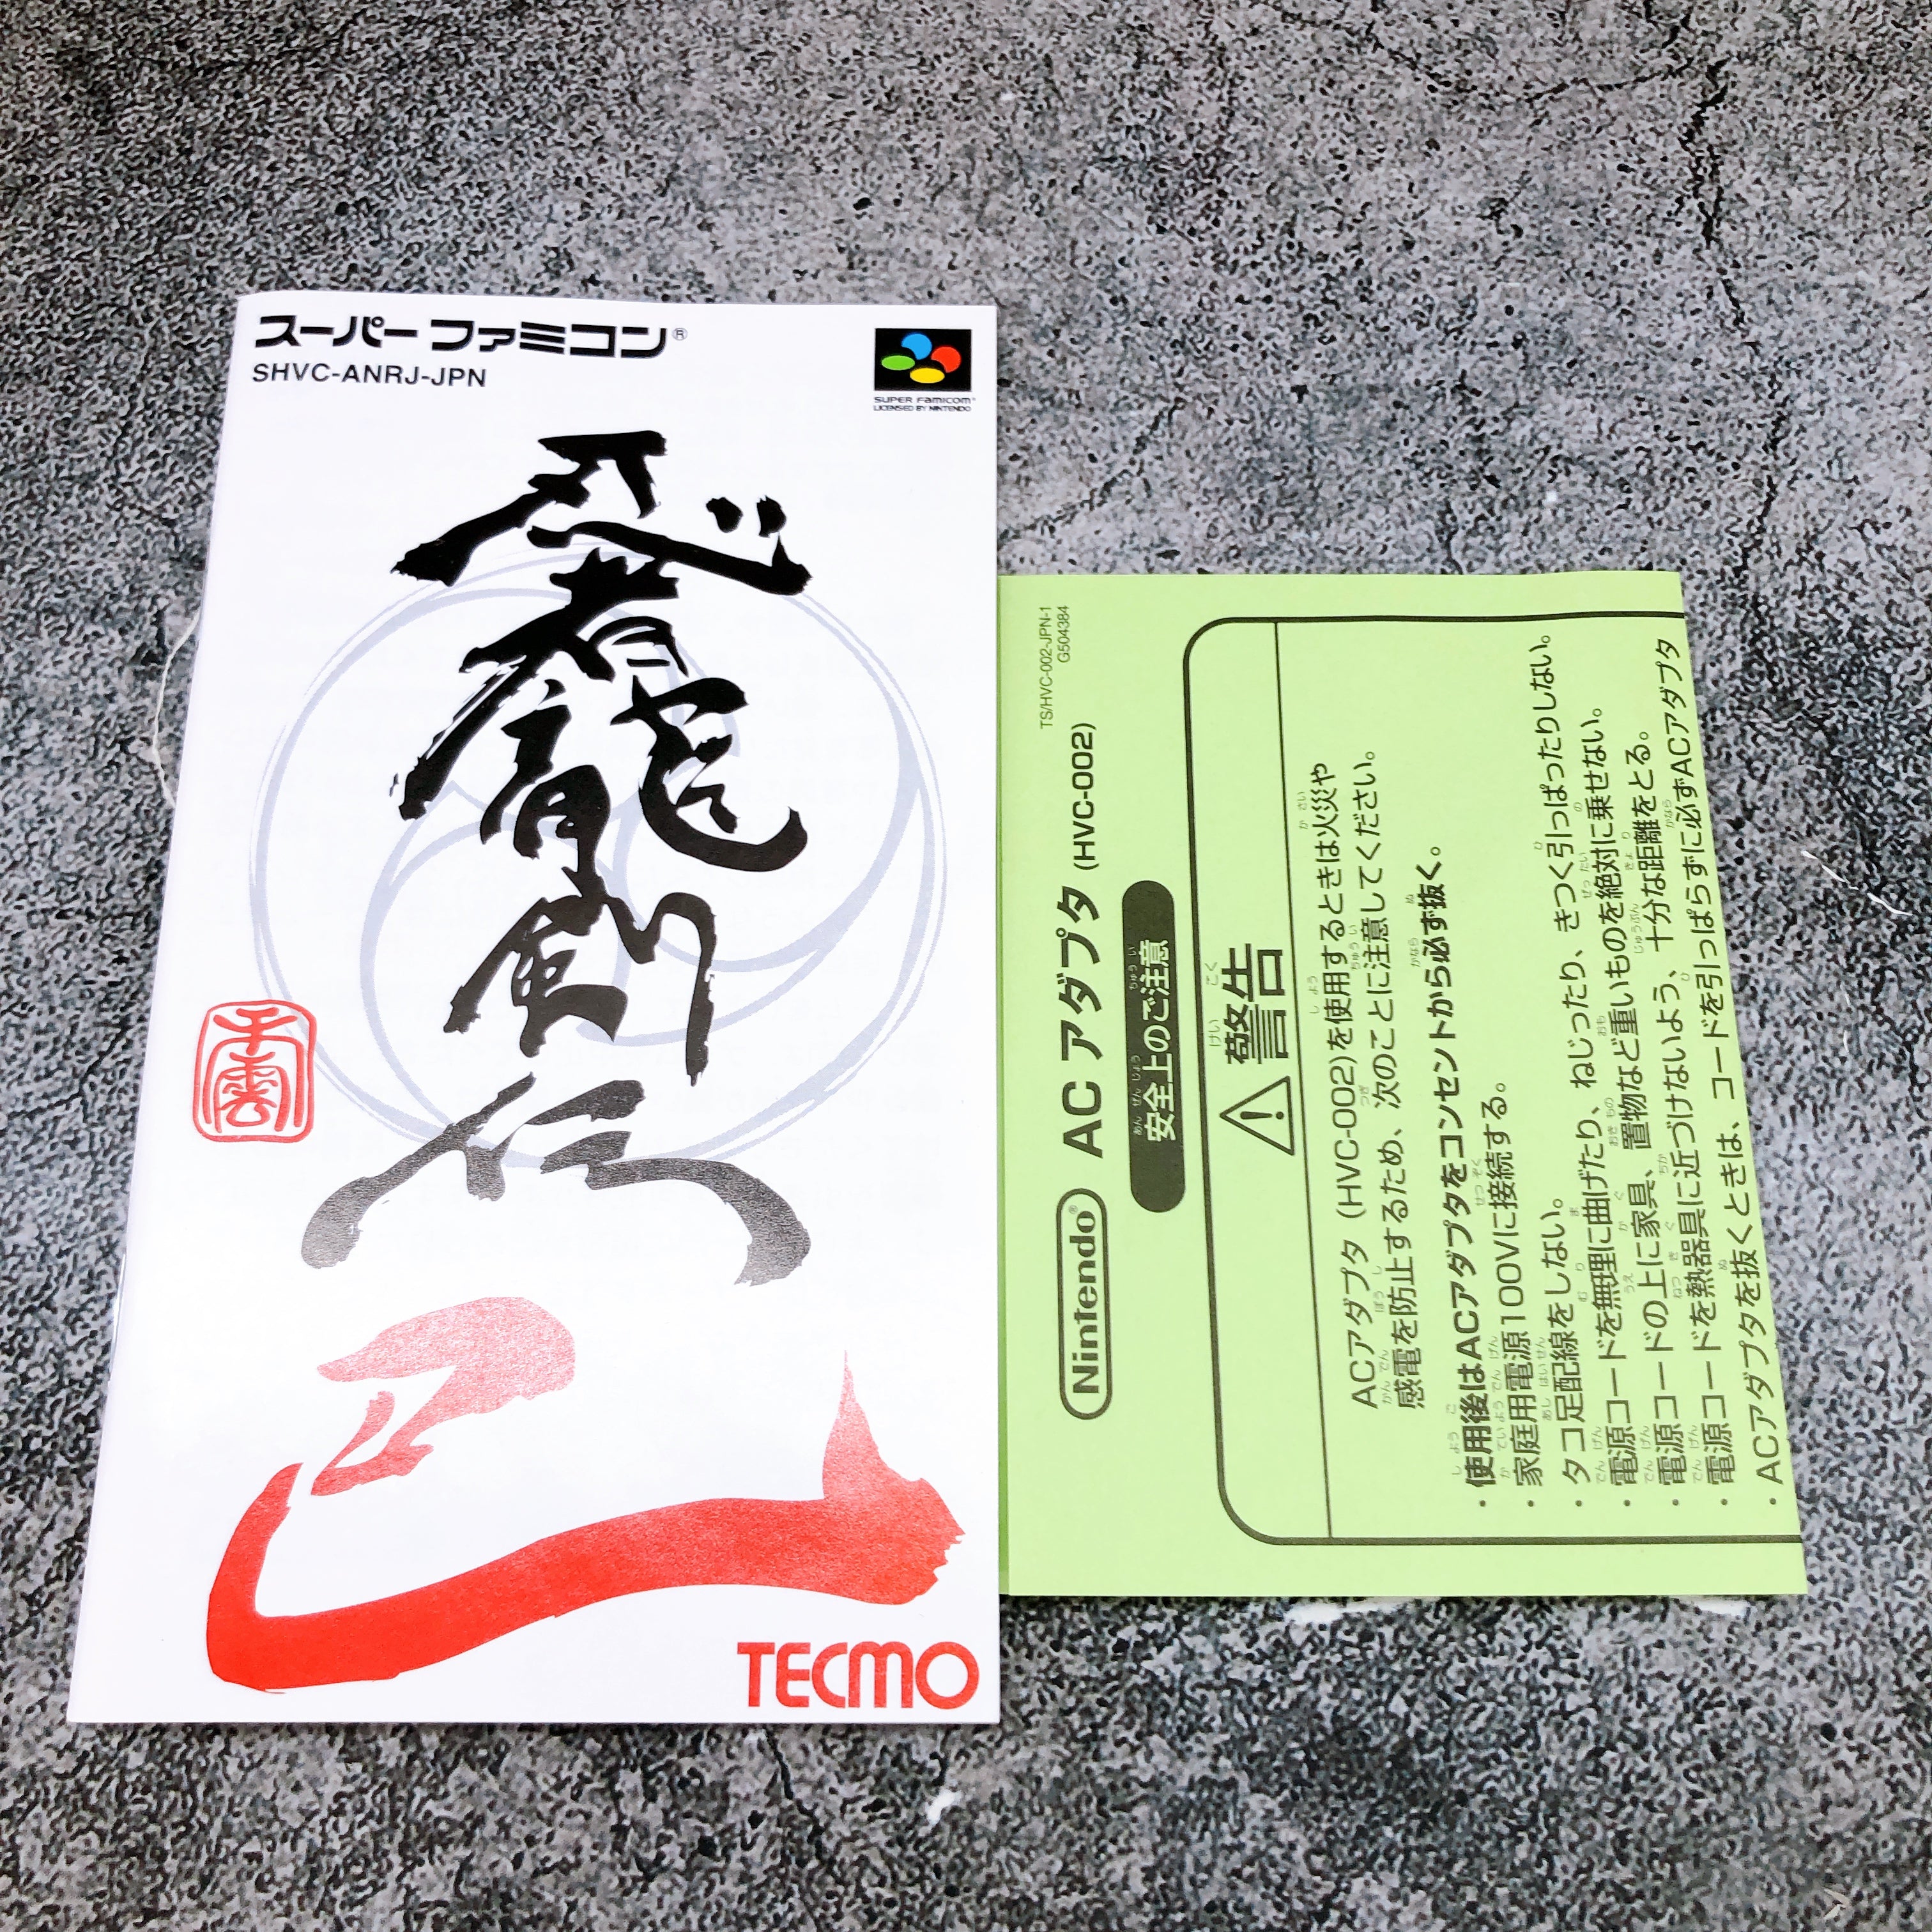 スーパーファミコン®
SHVC-ANRJ-JPN
SUPER FAMICOM
LICENSED BY NINTENDO
忍者龍剣伝
巴
TECMO
TS/HVC-002-JPN-1
G504384
Nintendo® ACアダプタ (HVC-002)
安全上のご注意
警告
ACアダプタ (HVC-002)を使用するときは火災や
感電を防止するため、次のことに注意してください。
・使用後はACアダプタをコンセントから必ず抜く。
・家庭用電源100Vに接続する。
・タコ足配線をしない。
・電源コードを無理に曲げたり、ねじったり、きつく引っぱったりしない。
・電源コードの上に家具、置物など重いものを絶対に乗せない。
・電源コードを熱器具に近づけないよう、十分な距離をとる。
・ACアダプタを抜くときは、コードを引っぱらずに必ずACアダプタ